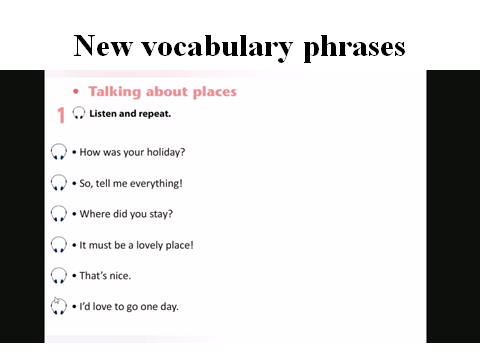 New vocabulary phrases
• Talking about places
1 Listen and repeat.
• How was your holiday?
• So, tell me everything!
• Where did you stay?
• It must be a lovely place!
• That's nice.
• I'd love to go one day.